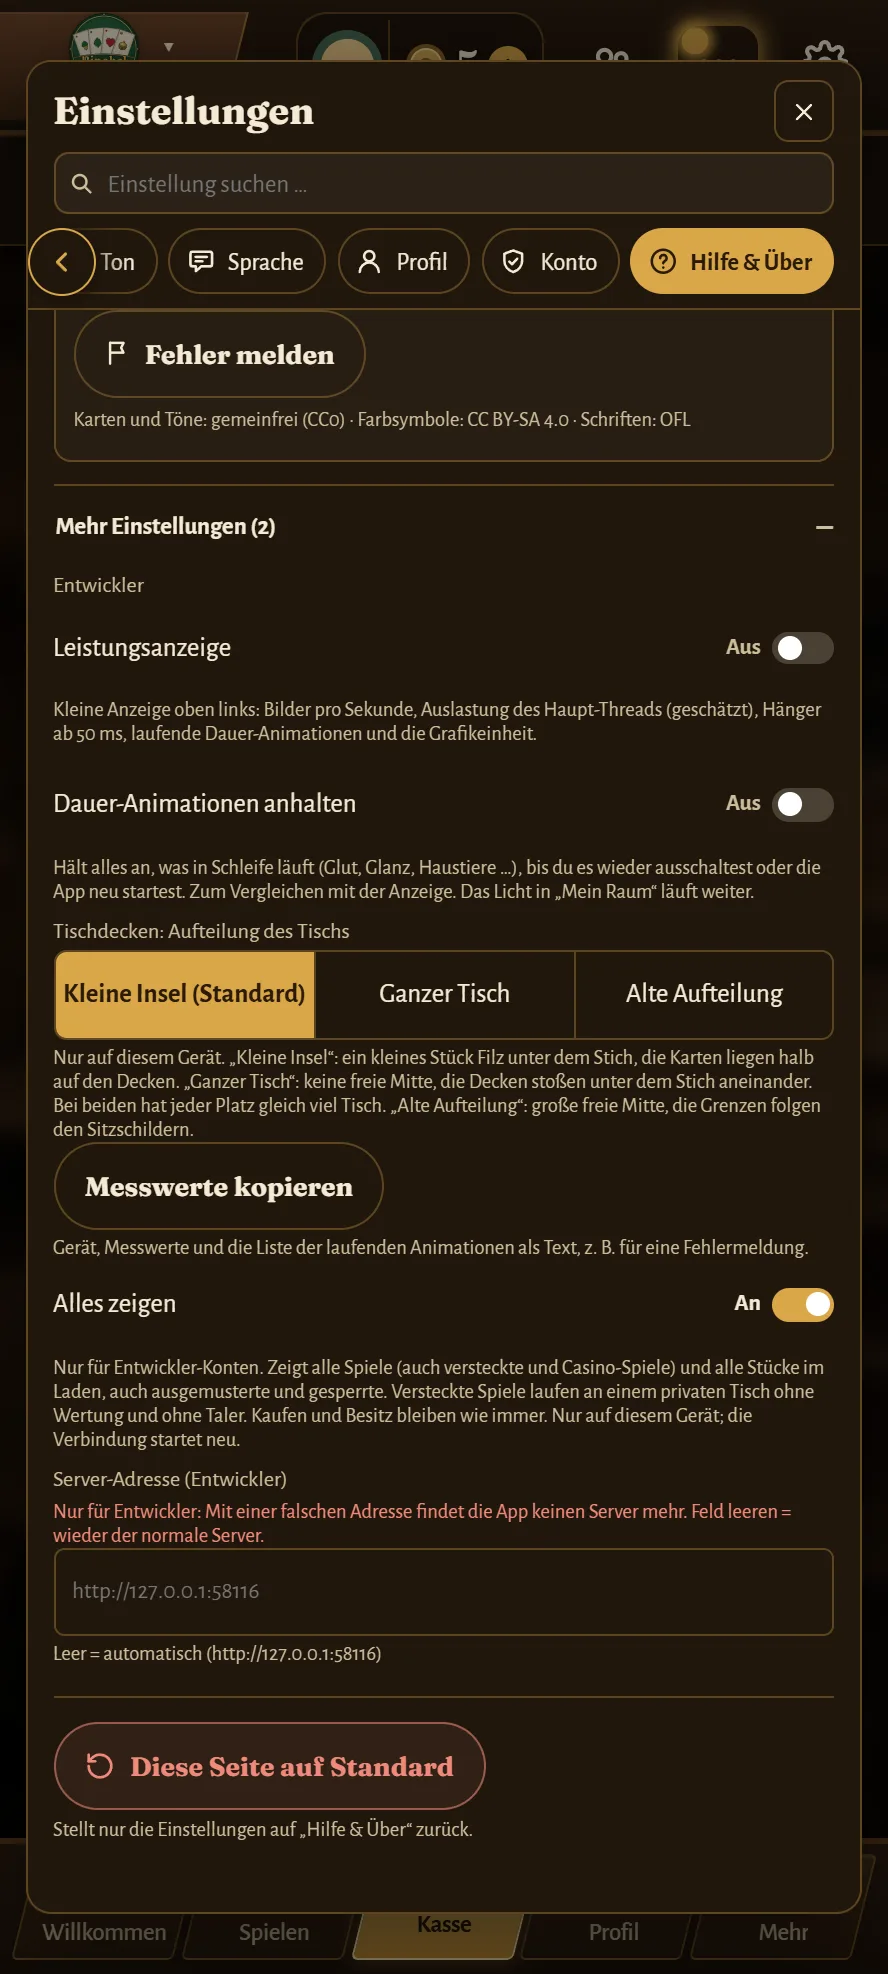 Einstellungen
Einstellung suchen ...
Ton
Sprache
Profil
Konto
Hilfe & Über
Fehler melden
Karten und Töne: gemeinfrei (CC0) · Farbsymbole: CC BY-SA 4.0 · Schriften: OFL
Mehr Einstellungen (2)
Entwickler
Leistungsanzeige
Aus
Kleine Anzeige oben links: Bilder pro Sekunde, Auslastung des Haupt-Threads (geschätzt), Hänger
ab 50 ms, laufende Dauer-Animationen und die Grafikeinheit.
Dauer-Animationen anhalten
Aus
Hält alles an, was in Schleife läuft (Glut, Glanz, Haustiere ...), bis du es wieder ausschaltest oder die
App neu startest. Zum Vergleichen mit der Anzeige. Das Licht in „Mein Raum“ läuft weiter.
Tischdecken: Aufteilung des Tischs
Kleine Insel (Standard)
Ganzer Tisch
Alte Aufteilung
Nur auf diesem Gerät. „Kleine Insel“: ein kleines Stück Filz unter dem Stich, die Karten liegen halb
auf den Decken. „Ganzer Tisch“: keine freie Mitte, die Decken stoßen unter dem Stich aneinander.
Bei beiden hat jeder Platz gleich viel Tisch. „Alte Aufteilung“: große freie Mitte, die Grenzen folgen
den Sitzschildern.
Messwerte kopieren
Gerät, Messwerte und die Liste der laufenden Animationen als Text, z. B. für eine Fehlermeldung.
Alles zeigen
An
Nur für Entwickler-Konten. Zeigt alle Spiele (auch versteckte und Casino-Spiele) und alle Stücke im
Laden, auch ausgemusterte und gesperrte. Versteckte Spiele laufen an einem privaten Tisch ohne
Wertung und ohne Taler. Kaufen und Besitz bleiben wie immer. Nur auf diesem Gerät; die
Verbindung startet neu.
Server-Adresse (Entwickler)
Nur für Entwickler: Mit einer falschen Adresse findet die App keinen Server mehr. Feld leeren =
wieder der normale Server.
http://127.0.0.1:58116
Leer = automatisch (http://127.0.0.1:58116)
Diese Seite auf Standard
Stellt nur die Einstellungen auf „Hilfe & Über“ zurück.
Willkommen
Spielen
Kasse
Profil
Mehr